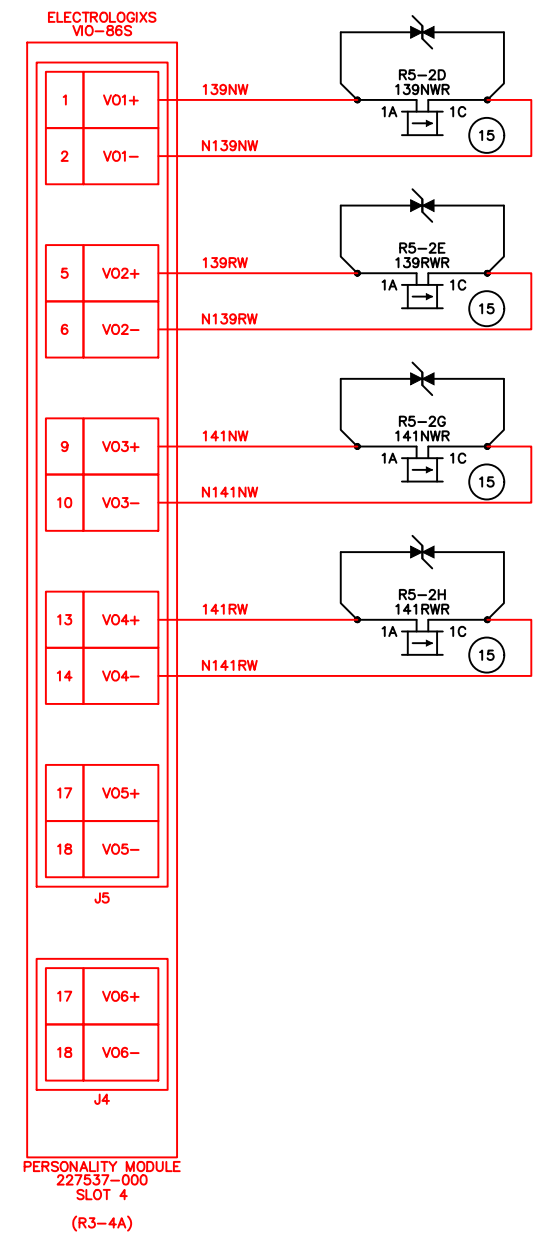 ELECTROLOGIXS
VIO-86S
1 VO1+
139NW
R5-2D
139NWR
1A 1C
15
2 VO1-
N139NW
5 VO2+
139RW
R5-2E
139RWR
1A 1C
15
6 VO2-
N139RW
9 VO3+
141NW
R5-2G
141NWR
1A 1C
15
10 VO3-
N141NW
13 VO4+
141RW
R5-2H
141RWR
1A 1C
15
14 VO4-
N141RW
17 VO5+
18 VO5-
J5
17 VO6+
18 VO6-
J4
PERSONALITY MODULE
227537-000
SLOT 4
(R3-4A)